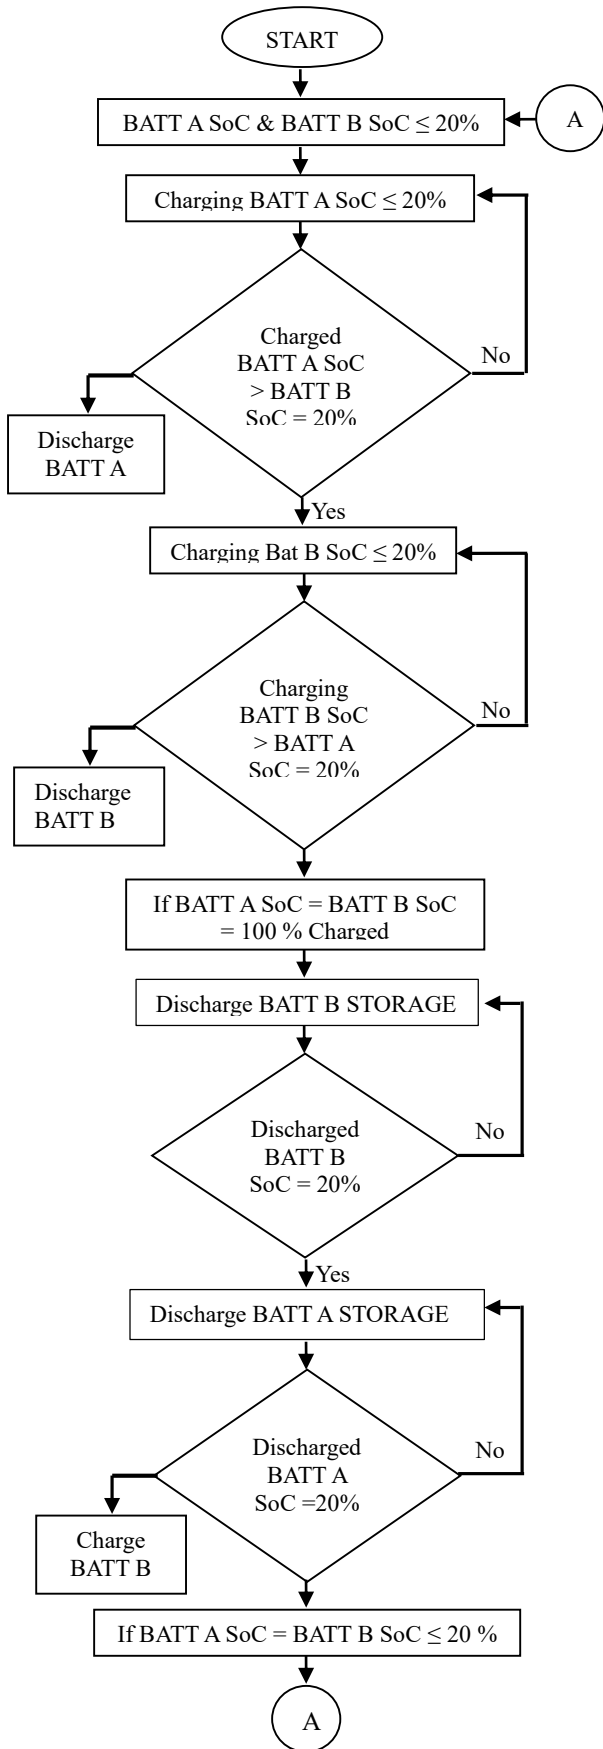 START
BATT A SoC & BATT B SoC ≤ 20%
A
Charging BATT A SoC ≤ 20%
Charged
BATT A SoC
> BATT B
SoC = 20%
No
Discharge
BATT A
Yes
Charging Bat B SoC ≤ 20%
Charging
BATT B SoC
> BATT A
SoC = 20%
No
Discharge
BATT B
If BATT A SoC = BATT B SoC
= 100 % Charged
Discharge BATT B STORAGE
Discharged
BATT B
SoC = 20%
No
Yes
Discharge BATT A STORAGE
Discharged
BATT A
SoC =20%
No
Charge
BATT B
If BATT A SoC = BATT B SoC ≤ 20 %
A